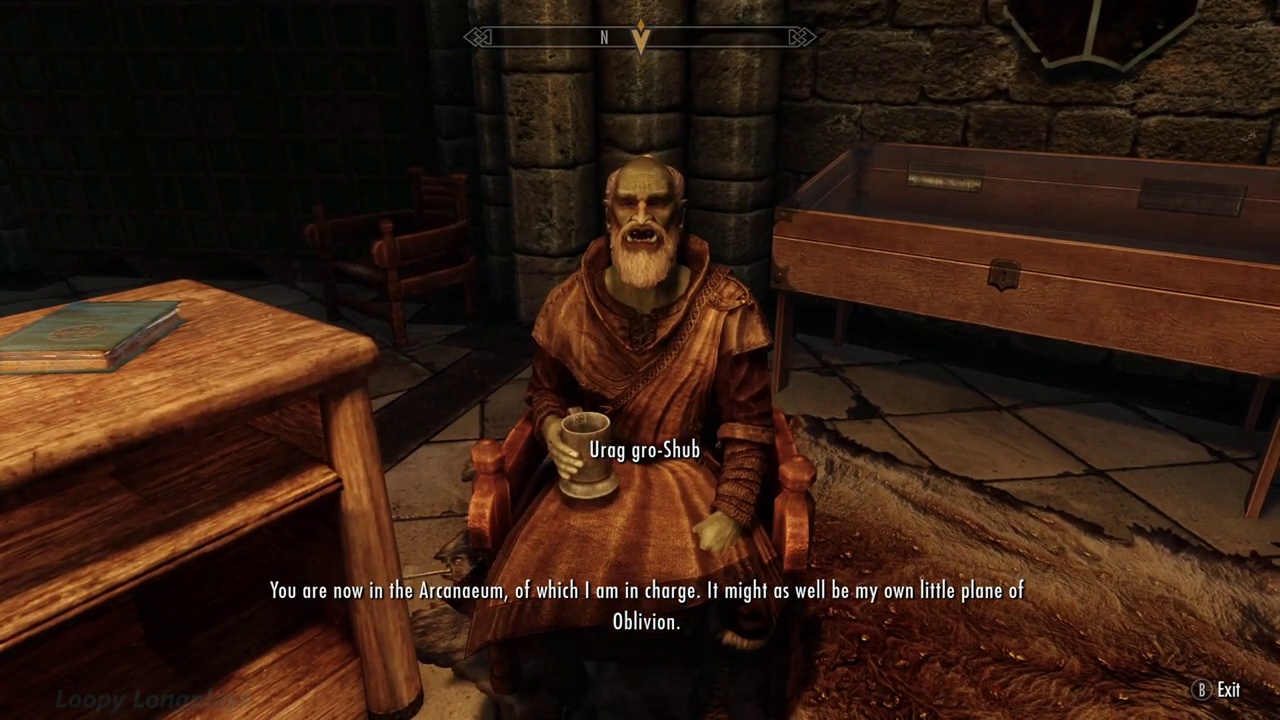 N
Urag gro-Shub
You are now in the Arcanaeum, of which I am in charge. It might as well be my own little plane of
Oblivion.
B Exit
Loopy